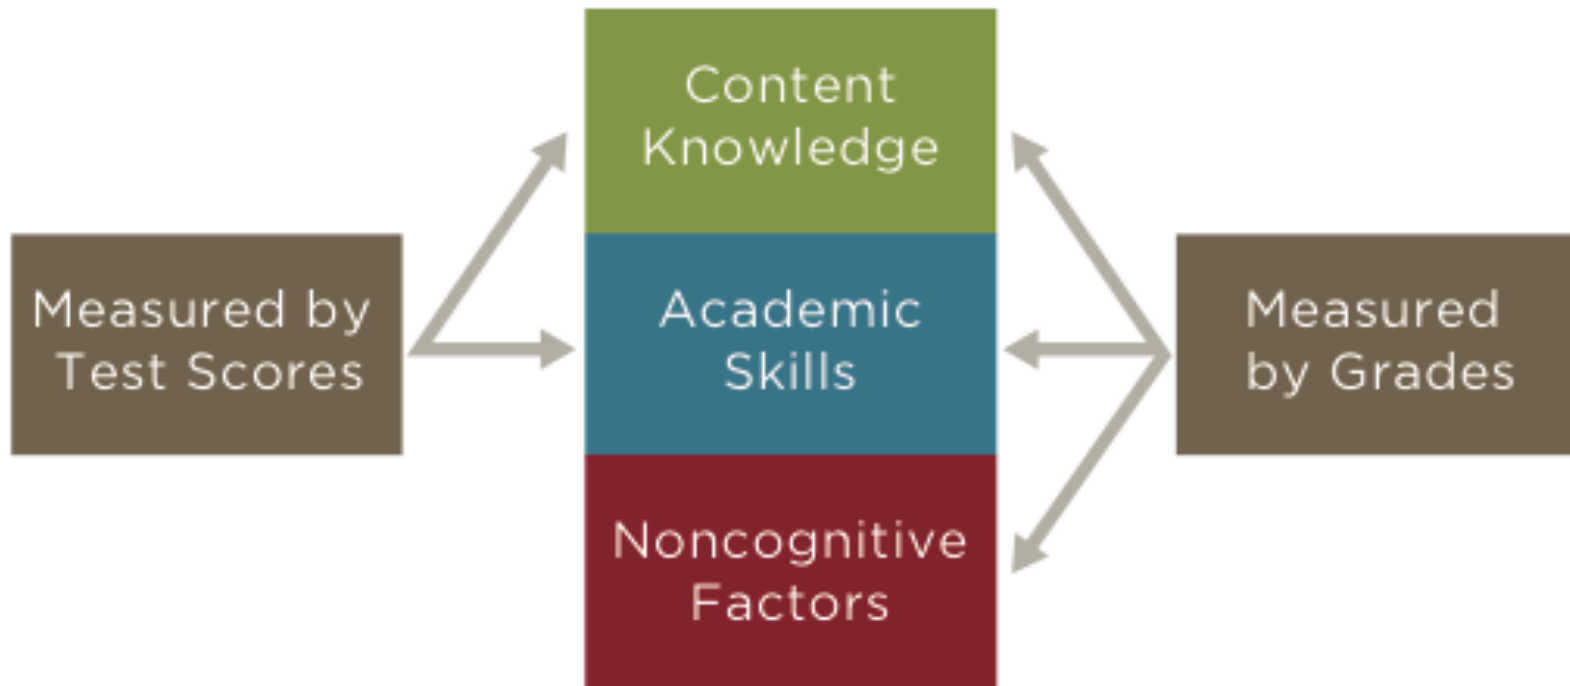 Content
Knowledge
Measured by
Test Scores
Academic
Skills
Measured
by Grades
Noncognitive
Factors